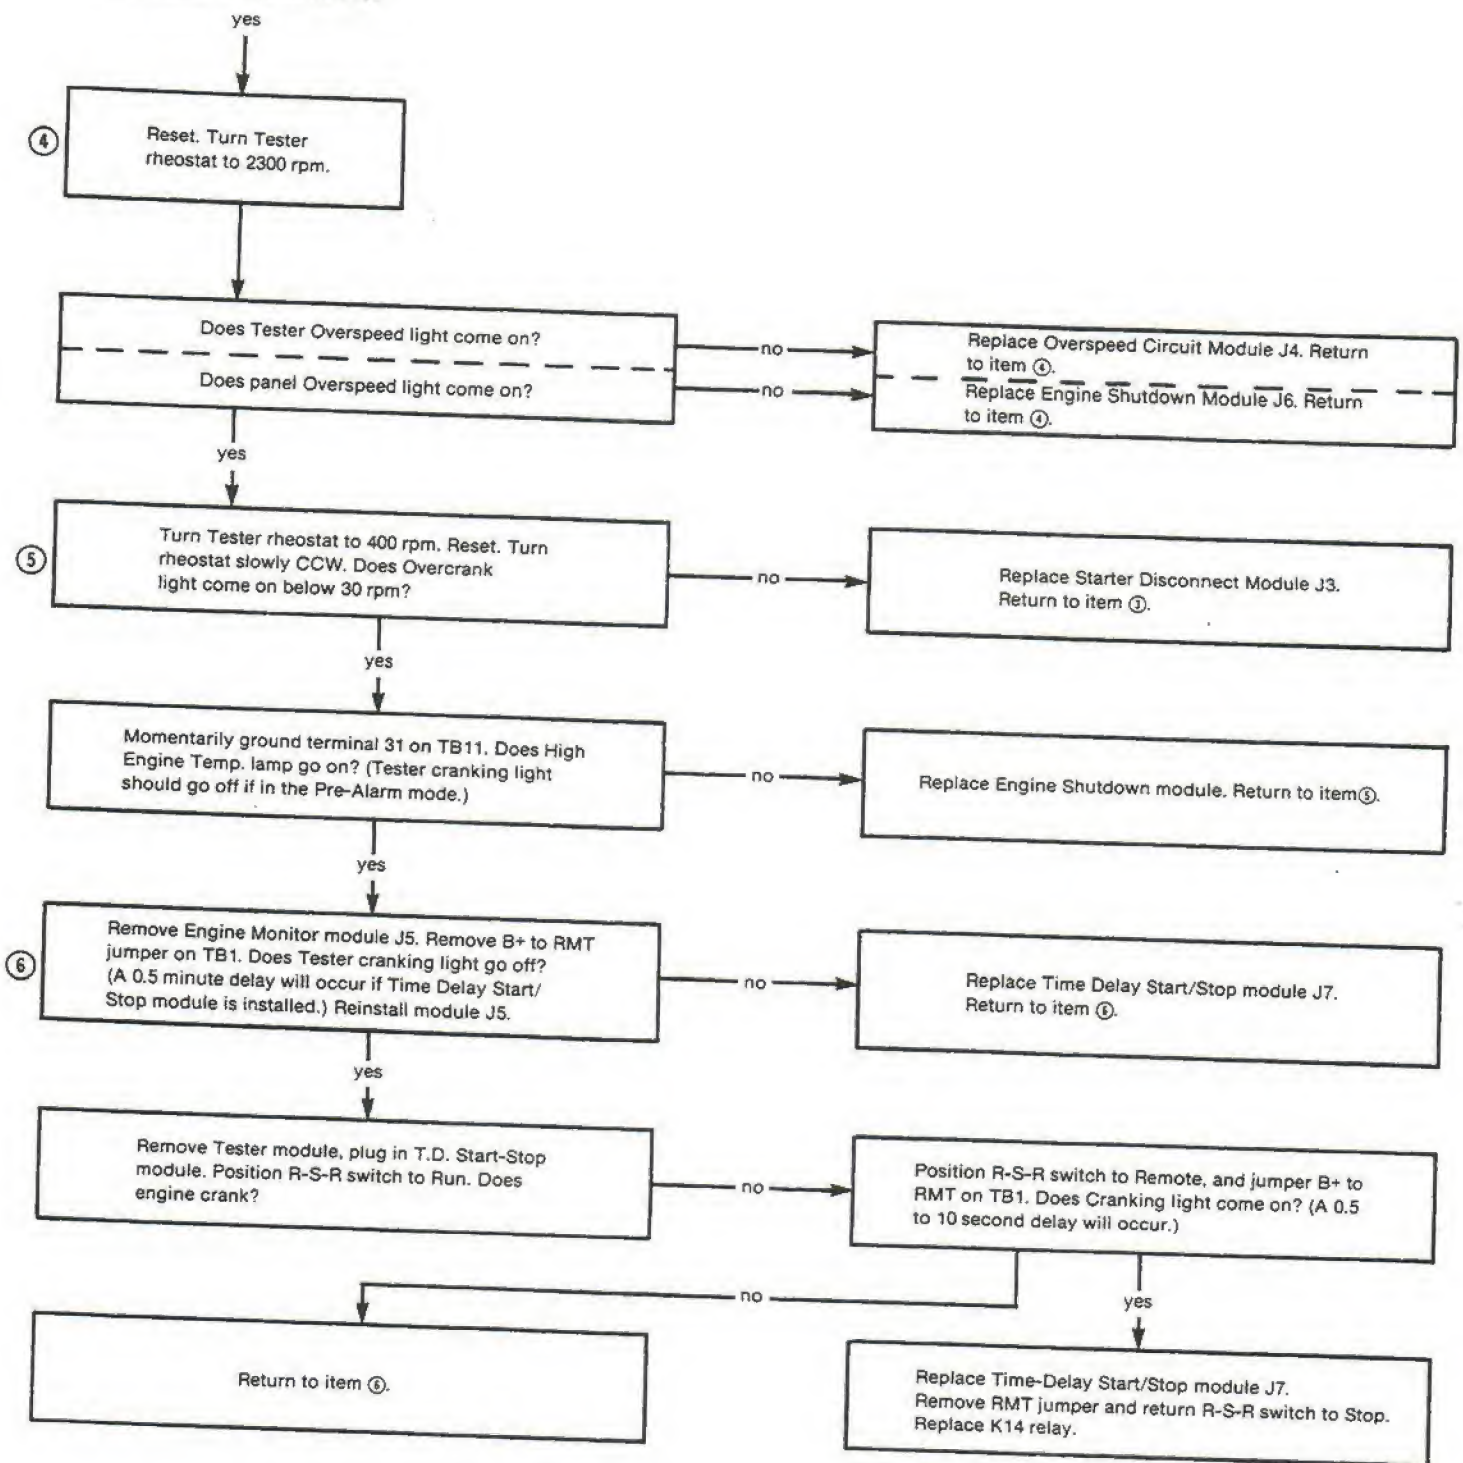 yes
④
Reset. Turn Tester
rheostat to 2300 rpm.
Does Tester Overspeed light come on?
no
Replace Overspeed Circuit Module J4. Return
to item ④.
Does panel Overspeed light come on?
no
Replace Engine Shutdown Module J6. Return
to item ④.
yes
⑤
Turn Tester rheostat to 400 rpm. Reset. Turn
rheostat slowly CCW. Does Overcrank
light come on below 30 rpm?
no
Replace Starter Disconnect Module J3.
Return to item ③.
yes
Momentarily ground terminal 31 on TB11. Does High
Engine Temp. lamp go on? (Tester cranking light
should go off if in the Pre-Alarm mode.)
no
Replace Engine Shutdown module. Return to item⑤.
yes
⑥
Remove Engine Monitor module J5. Remove B+ to RMT
jumper on TB1. Does Tester cranking light go off?
(A 0.5 minute delay will occur if Time Delay Start/
Stop module is installed.) Reinstall module J5.
no
Replace Time Delay Start/Stop module J7.
Return to item ⑥.
yes
Remove Tester module, plug in T.D. Start-Stop
module. Position R-S-R switch to Run. Does
engine crank?
no
Position R-S-R switch to Remote, and jumper B+ to
RMT on TB1. Does Cranking light come on? (A 0.5
to 10 second delay will occur.)
no
yes
Return to item ⑥.
Replace Time-Delay Start/Stop module J7.
Remove RMT jumper and return R-S-R switch to Stop.
Replace K14 relay.